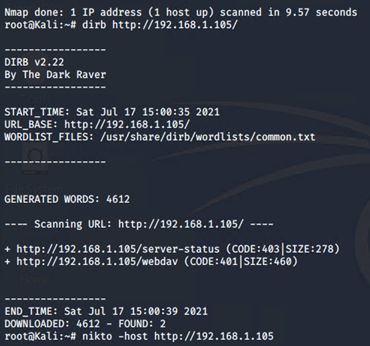 Nmap done: 1 IP address (1 host up) scanned in 9.57 seconds
root@Kali:~# dirb http://192.168.1.105/
-----------------
DIRB v2.22
By The Dark Raver
-----------------
START_TIME: Sat Jul 17 15:00:35 2021
URL_BASE: http://192.168.1.105/
WORDLIST_FILES: /usr/share/dirb/wordlists/common.txt
-----------------
GENERATED WORDS: 4612
---- Scanning URL: http://192.168.1.105/ ----
+ http://192.168.1.105/server-status (CODE:403|SIZE:278)
+ http://192.168.1.105/webdav (CODE:401|SIZE:460)
-----------------
END_TIME: Sat Jul 17 15:00:39 2021
DOWNLOADED: 4612 - FOUND: 2
root@Kali:~# nikto -host http://192.168.1.105